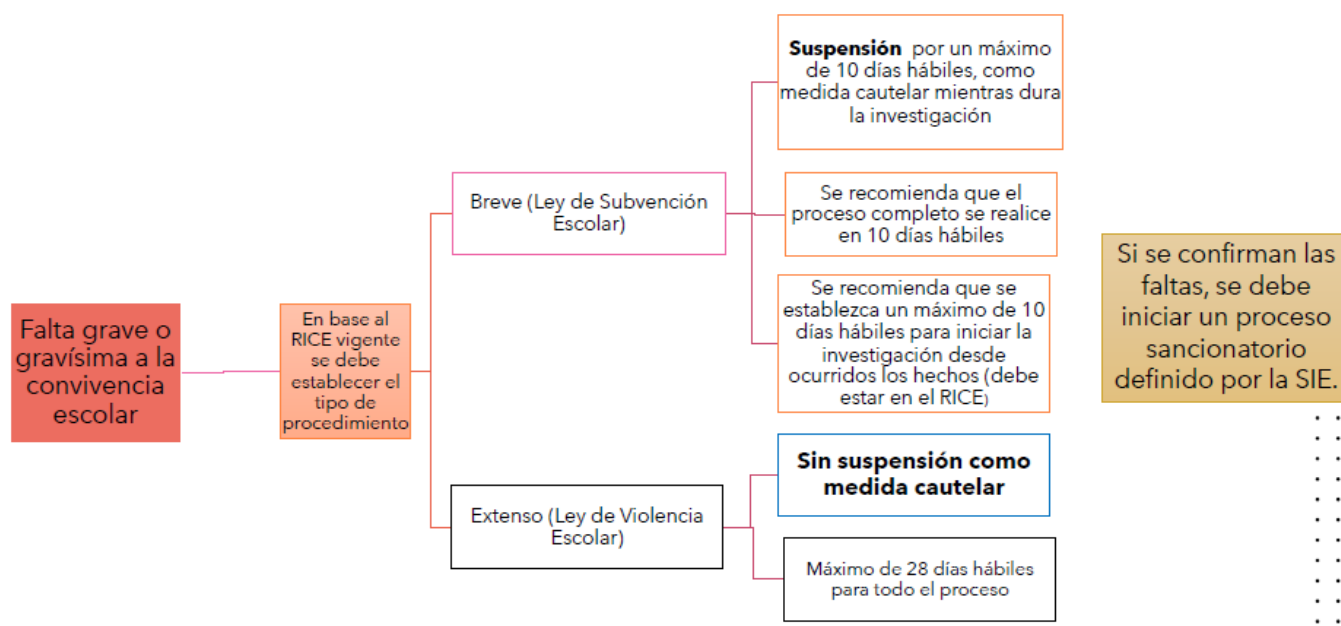 Falta grave o
gravísima a la
convivencia
escolar
En base al
RICE vigente
se debe
establecer el
tipo de
procedimiento
Breve (Ley de Subvención
Escolar)
Suspensión por un máximo
de 10 días hábiles, como
medida cautelar mientras dura
la investigación
Se recomienda que el
proceso completo se realice
en 10 días hábiles
Se recomienda que se
establezca un máximo de 10
días hábiles para iniciar la
investigación desde
ocurridos los hechos (debe
estar en el RICE)
Extenso (Ley de Violencia
Escolar)
Sin suspensión como
medida cautelar
Máximo de 28 días hábiles
para todo el proceso
Si se confirman las
faltas, se debe
iniciar un proceso
sancionatorio
definido por la SIE.